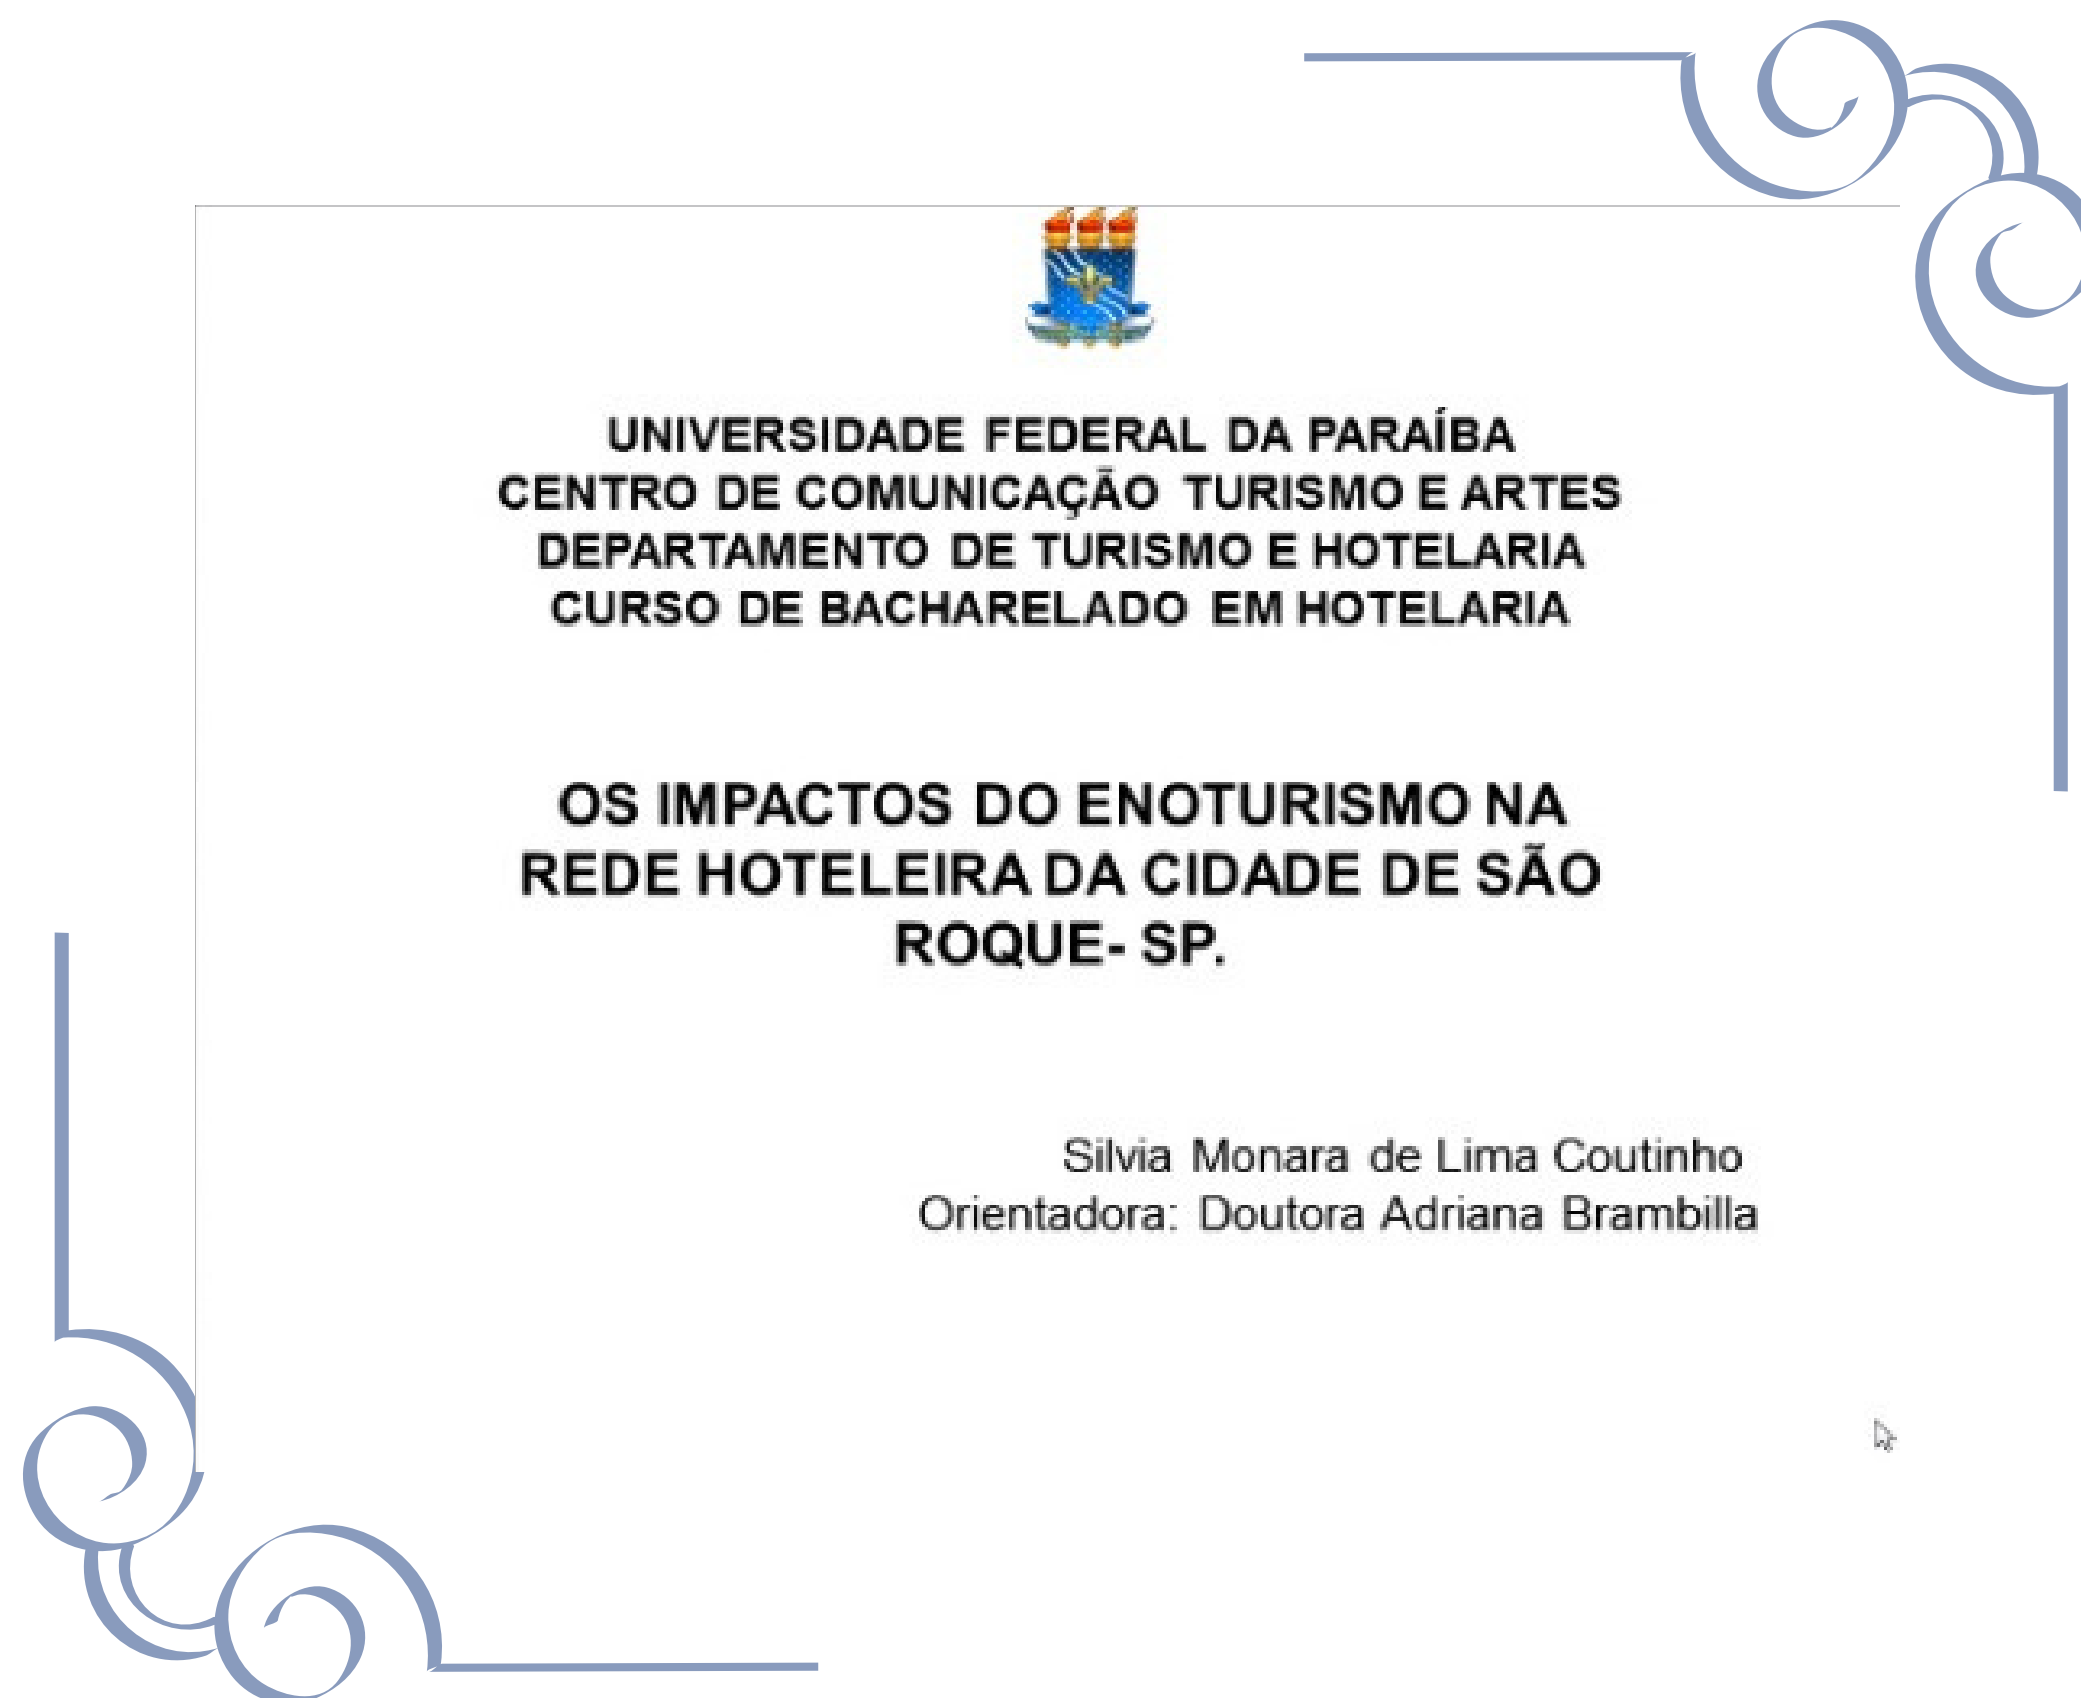 UNIVERSIDADE FEDERAL DA PARAÍBA
CENTRO DE COMUNICAÇÃO TURISMO E ARTES
DEPARTAMENTO DE TURISMO E HOTELARIA
CURSO DE BACHARELADO EM HOTELARIA
OS IMPACTOS DO ENOTURISMO NA
REDE HOTELEIRA DA CIDADE DE SÃO
ROQUE- SP.
Silvia Monara de Lima Coutinho
Orientadora: Doutora Adriana Brambilla